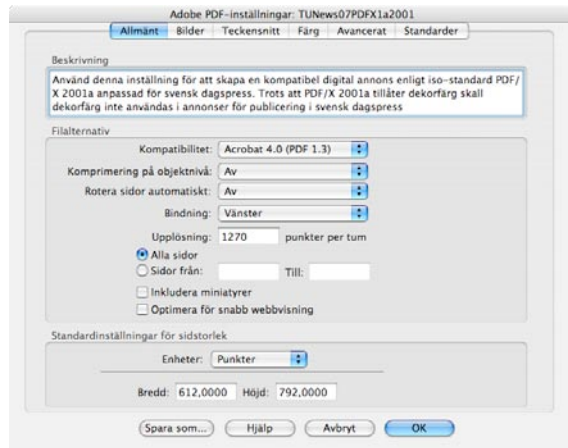 Adobe PDF-inställningar: TUNews07PDFX1a2001
Allmänt Bilder Teckensnitt Färg Avancerat Standarder
Beskrivning
Använd denna inställning för att skapa en kompatibel digital annons enligt iso-standard PDF/
X 2001a anpassad för svensk dagspress. Trots att PDF/X 2001a tillåter dekorfärg skall
dekorfärg inte användas i annonser för publicering i svensk dagspress
Filalternativ
Kompatibilitet: Acrobat 4.0 (PDF 1.3)
Komprimering på objektnivå: Av
Rotera sidor automatiskt: Av
Bindning: Vänster
Upplösning: 1270 punkter per tum
Alla sidor
Sidor från: Till:
Inkludera miniatyrer
Optimera för snabb webbvisning
Standardinställningar för sidstorlek
Enheter: Punkter
Bredd: 612,0000 Höjd: 792,0000
Spara som... Hjälp Avbryt OK